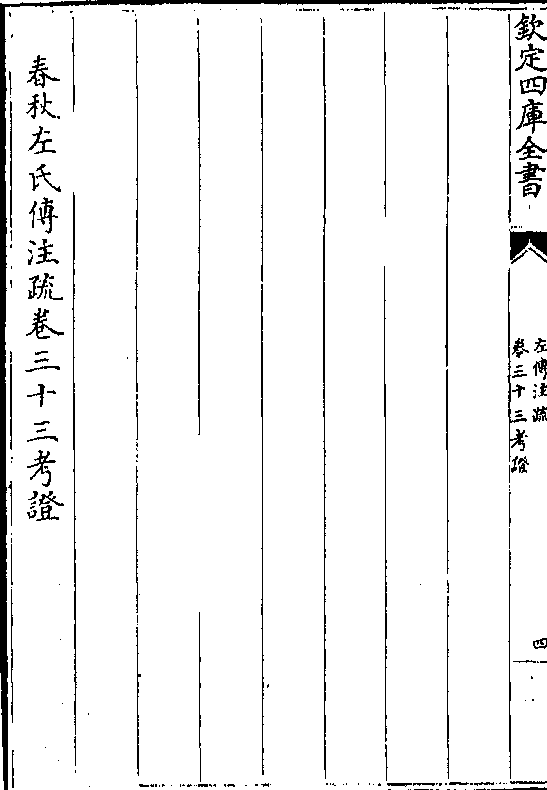 欽定四庫全書
左傳注疏
卷三十三考證
四
春秋左氏傳注疏卷三十三考證